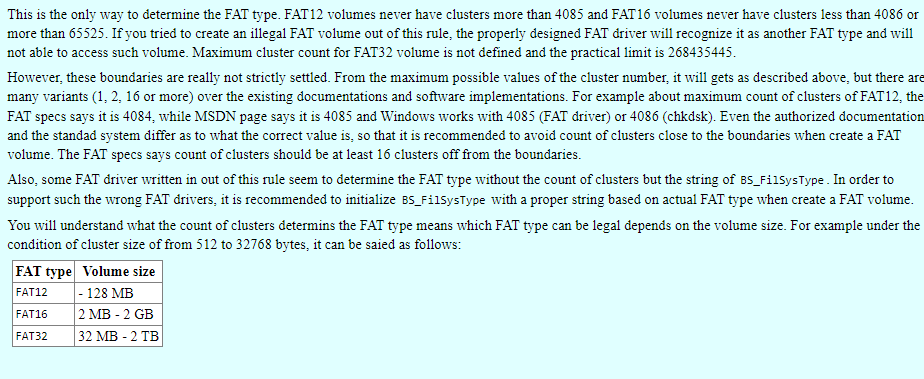 This is the only way to determine the FAT type. FAT12 volumes never have clusters more than 4085 and FAT16 volumes never have clusters less than 4086 or
more than 65525. If you tried to create an illegal FAT volume out of this rule, the properly designed FAT driver will recognize it as another FAT type and will
not able to access such volume. Maximum cluster count for FAT32 volume is not defined and the practical limit is 268435445.
However, these boundaries are really not strictly settled. From the maximum possible values of the cluster number, it will gets as described above, but there are
many variants (1, 2, 16 or more) over the existing documentations and software implementations. For example about maximum count of clusters of FAT12, the
FAT specs says it is 4084, while MSDN page says it is 4085 and Windows works with 4085 (FAT driver) or 4086 (chkdsk). Even the authorized documentation
and the standad system differ as to what the correct value is, so that it is recommended to avoid count of clusters close to the boundaries when create a FAT
volume. The FAT specs says count of clusters should be at least 16 clusters off from the boundaries.
Also, some FAT driver written in out of this rule seem to determine the FAT type without the count of clusters but the string of BS_FilSysType. In order to
support such the wrong FAT drivers, it is recommended to initialize BS_FilSysType with a proper string based on actual FAT type when create a FAT volume.
You will understand what the count of clusters determins the FAT type means which FAT type can be legal depends on the volume size. For example under the
condition of cluster size of from 512 to 32768 bytes, it can be saied as follows:
FAT type Volume size
FAT12 - 128 MB
FAT16 2 MB - 2 GB
FAT32 32 MB - 2 TB